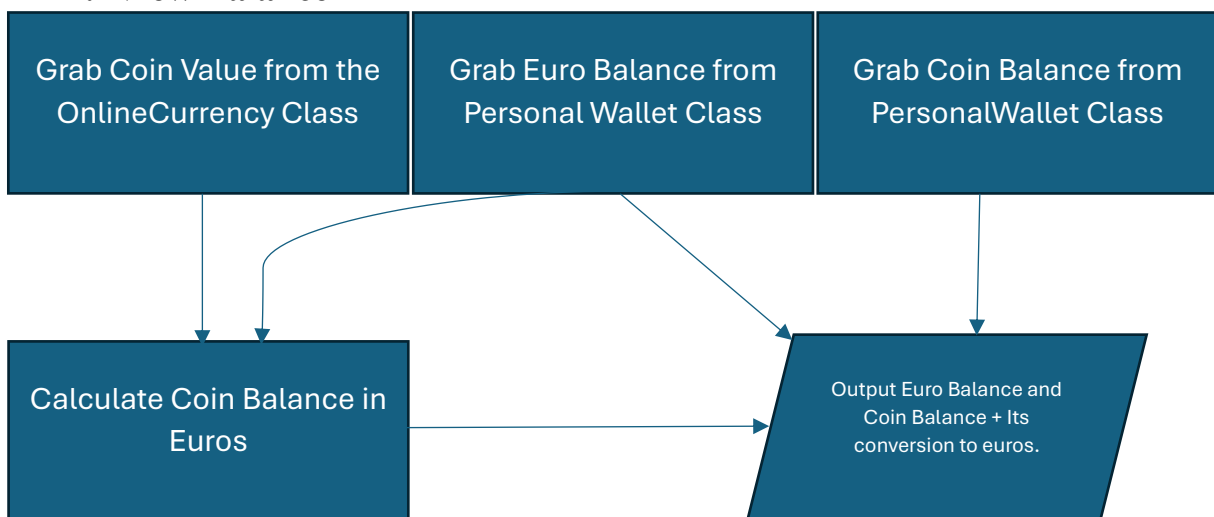 Grab Coin Value from the
OnlineCurrency Class
Grab Euro Balance from
Personal Wallet Class
Grab Coin Balance from
PersonalWallet Class
Calculate Coin Balance in
Euros
Output Euro Balance and
Coin Balance + Its
conversion to euros.